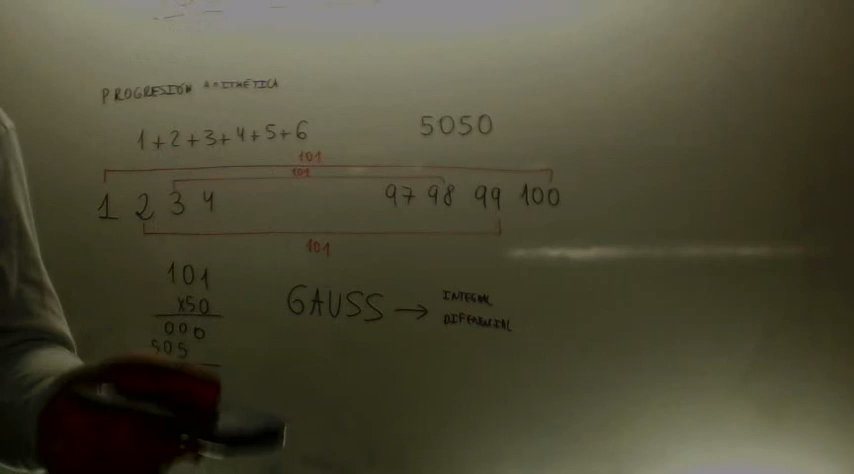 PROGRESIÓN ARITMÉTICA
1+2+3+4+5+6
5050
101
101
1 2 3 4 97 98 99 100
101
101
x50
000
505
GAUSS →
INTEGRAL
DIFERENCIAL